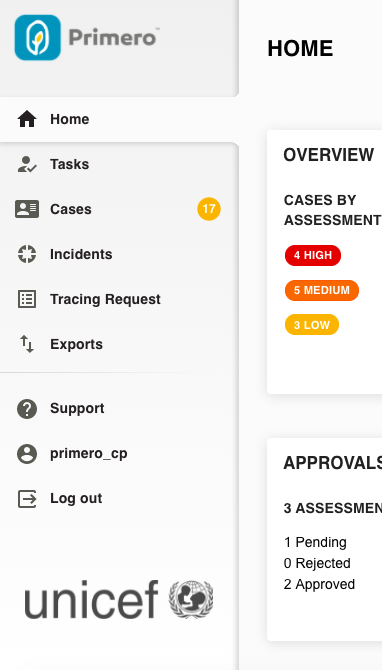 Primero™
Home
Tasks
Cases
17
Incidents
Tracing Request
Exports
Support
primero_cp
Log out
unicef
HOME
OVERVIEW
CASES BY
ASSESSMENT
4 HIGH
5 MEDIUM
3 LOW
APPROVALS
3 ASSESSMEN
1 Pending
0 Rejected
2 Approved